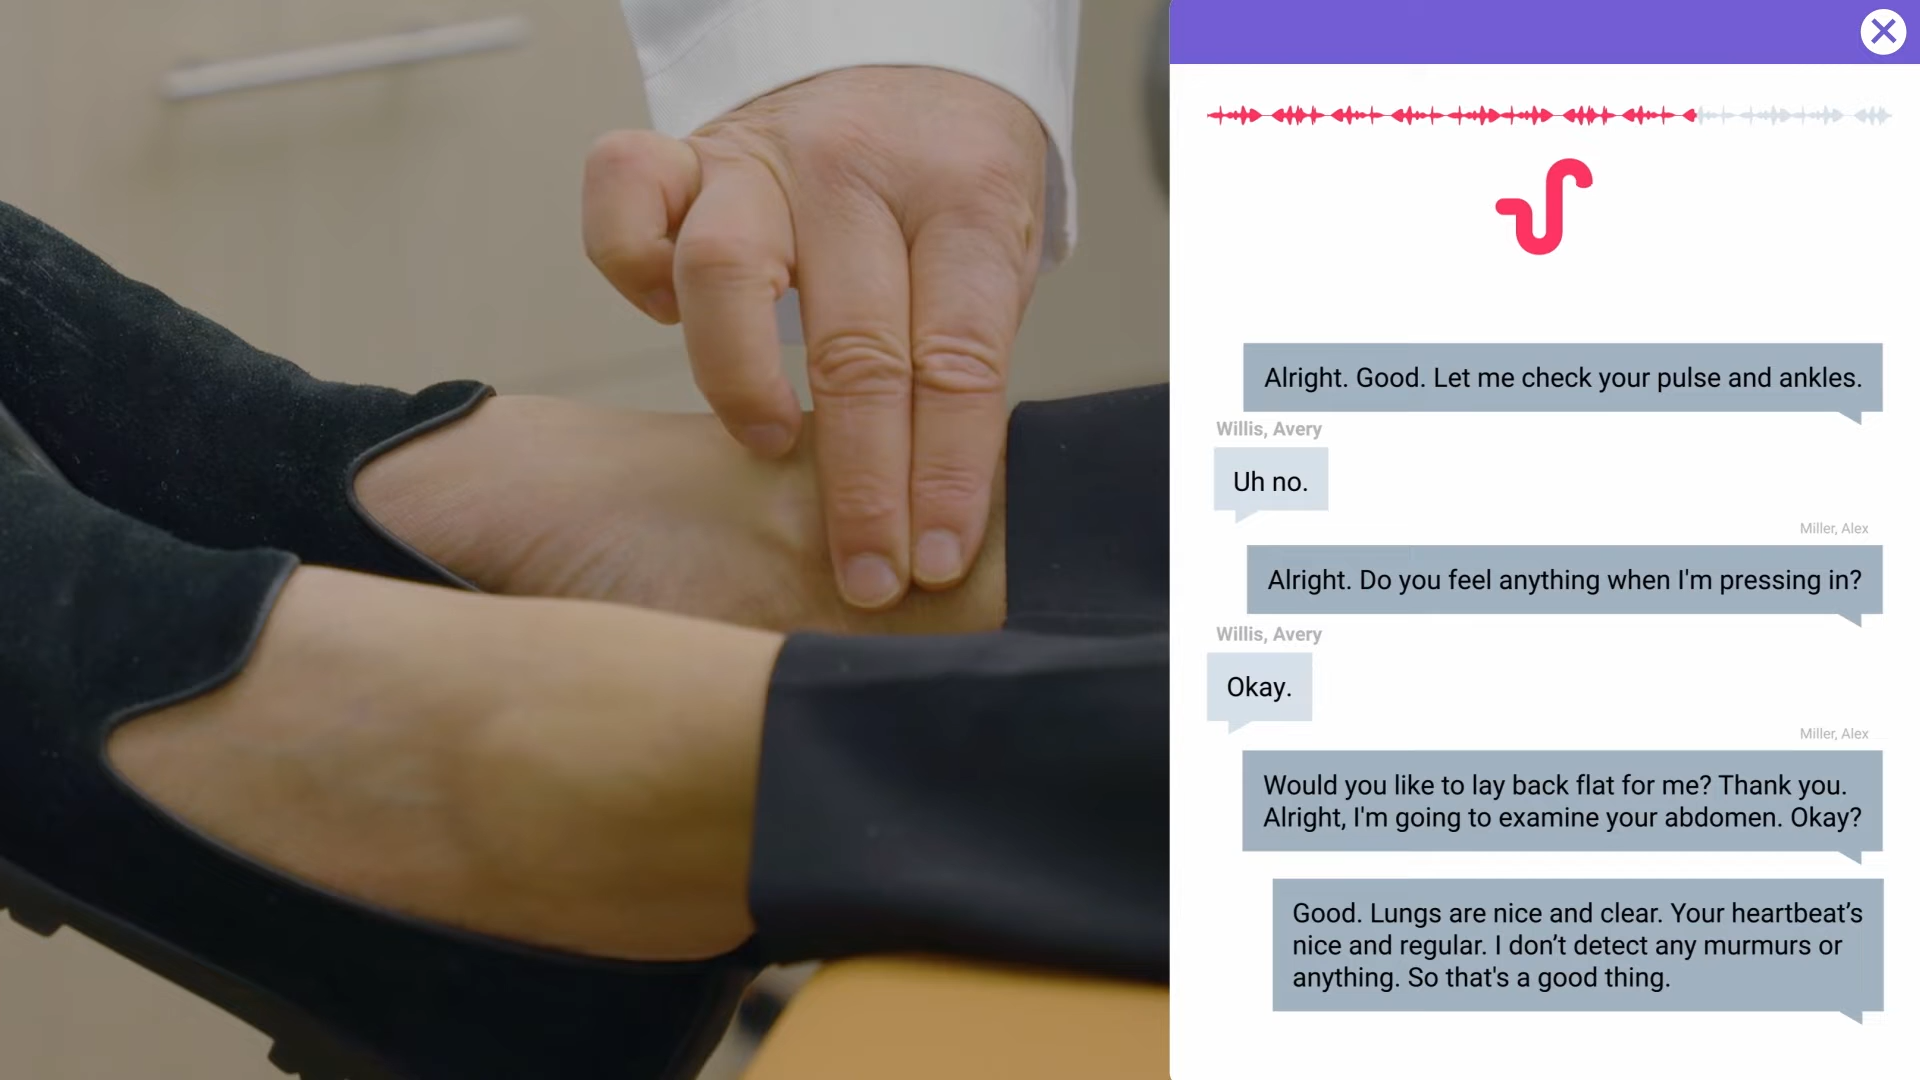 Alright. Good. Let me check your pulse and ankles.
Willis, Avery
Uh no.
Miller, Alex
Alright. Do you feel anything when I'm pressing in?
Willis, Avery
Okay.
Miller, Alex
Would you like to lay back flat for me? Thank you.
Alright, I'm going to examine your abdomen. Okay?
Good. Lungs are nice and clear. Your heartbeat’s
nice and regular. I don’t detect any murmurs or
anything. So that's a good thing.